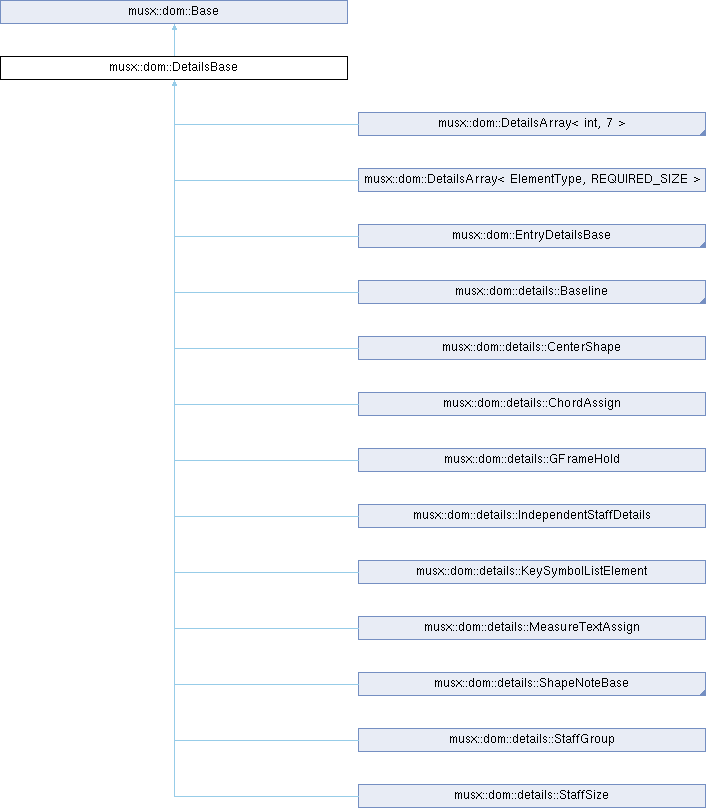 musx::dom::Base
musx::dom::DetailsBase
musx::dom::DetailsArray< int, 7 >
musx::dom::DetailsArray< ElementType, REQUIRED_SIZE >
musx::dom::EntryDetailsBase
musx::dom::details::Baseline
musx::dom::details::CenterShape
musx::dom::details::ChordAssign
musx::dom::details::GFrameHold
musx::dom::details::IndependentStaffDetails
musx::dom::details::KeySymbolListElement
musx::dom::details::MeasureTextAssign
musx::dom::details::ShapeNoteBase
musx::dom::details::StaffGroup
musx::dom::details::StaffSize